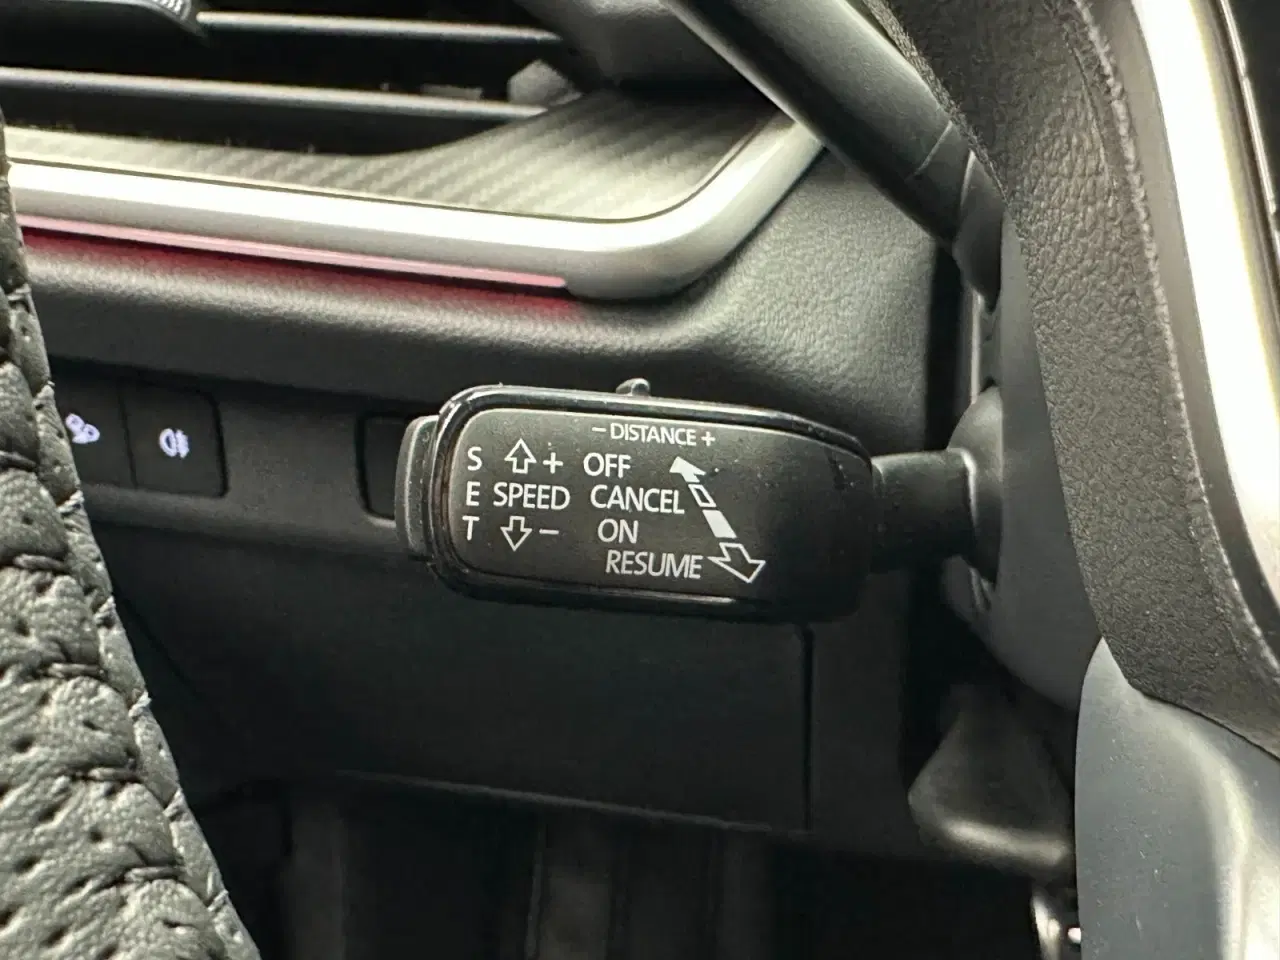 − DISTANCE +
S + OFF
E SPEED CANCEL
T − ON
RESUME